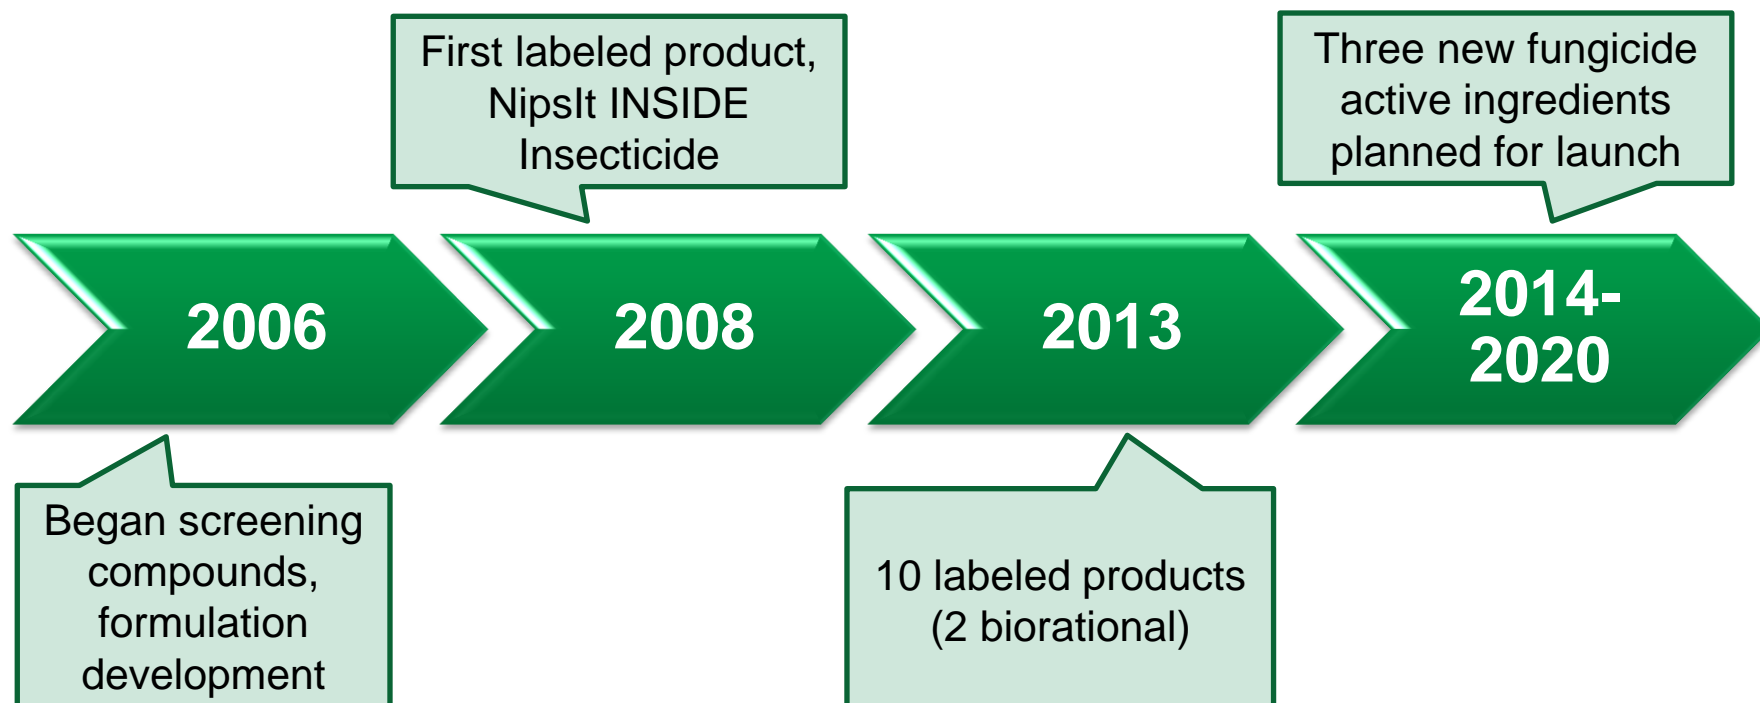 First labeled product,
NipsIt INSIDE
Insecticide
Three new fungicide
active ingredients
planned for launch
2006
2008
2013
2014-
2020
Began screening
compounds,
formulation
development
10 labeled products
(2 biorational)